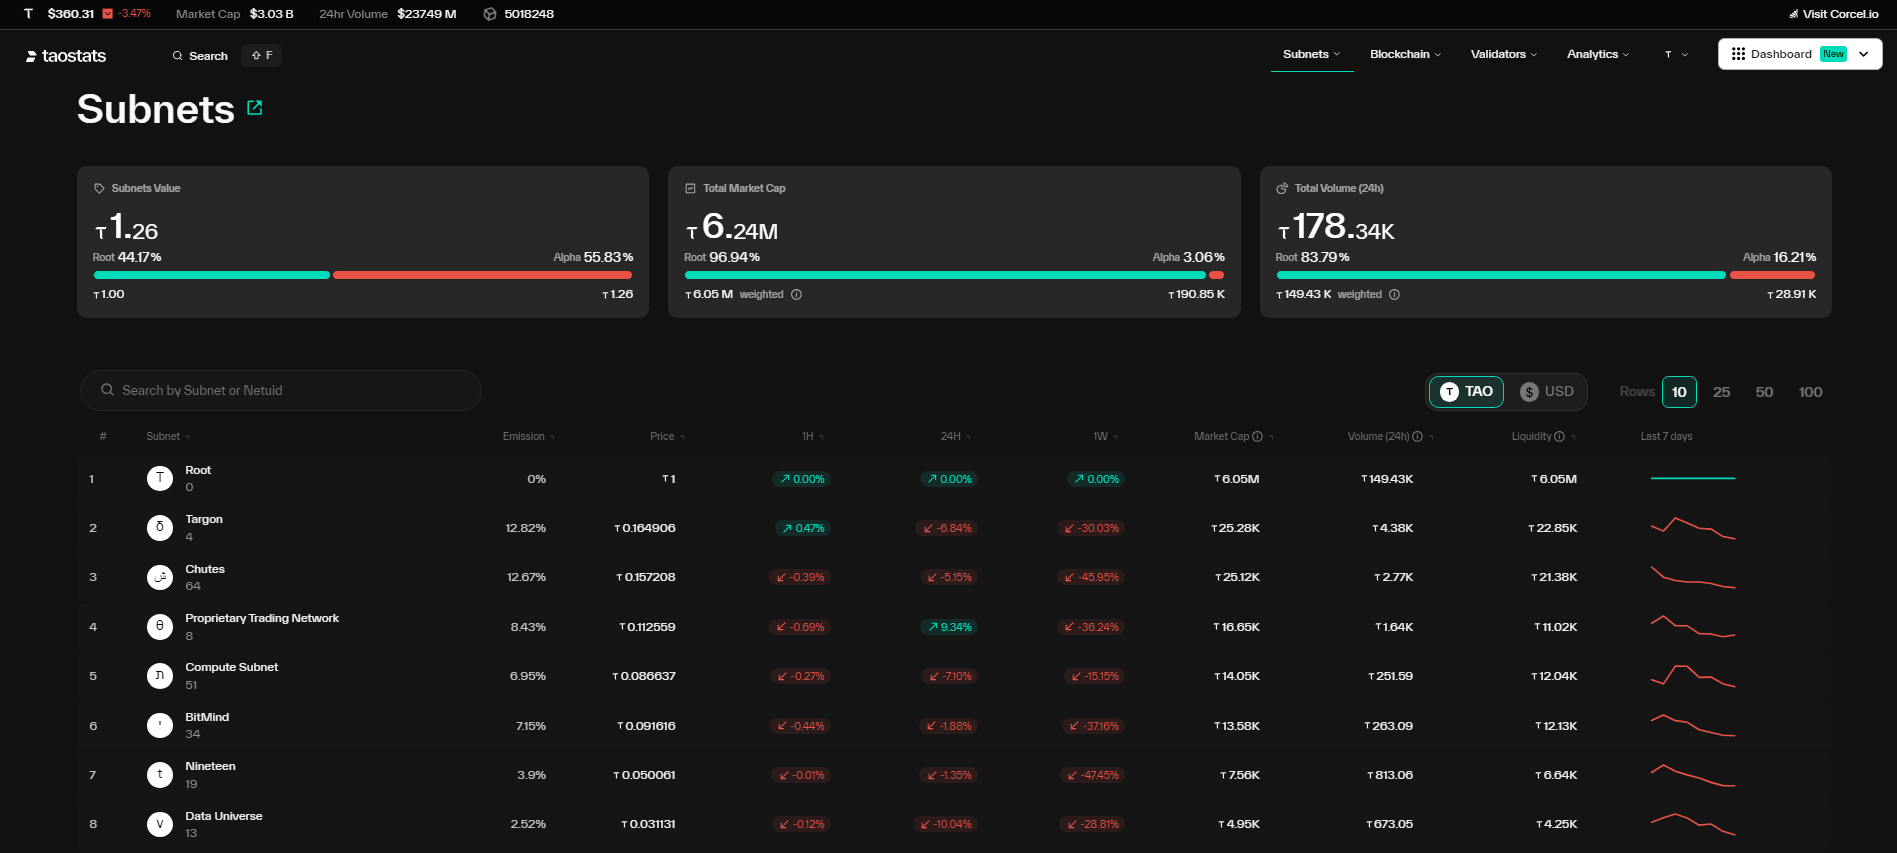 T $360.31 -3.47% Market Cap $3.03 B 24hr Volume $237.49 M 5018248 Visit Corcel.io
taostats Search F Subnets Blockchain Validators Analytics T Dashboard New
Subnets
Subnets Value
T 1.26
Root 44.17% Alpha 55.83%
T 1.00 T 1.26
Total Market Cap
T 6.24M
Root 96.94% Alpha 3.06%
T 6.05 M weighted T 190.85 K
Total Volume (24h)
T 178.34K
Root 83.79% Alpha 16.21%
T 149.43 K weighted T 28.91 K
Search by Subnet or Netuid T TAO $ USD Rows 10 25 50 100
# Subnet Emission Price 1H 24H 1W Market Cap Volume (24h) Liquidity Last 7 days
1 T Root 0% T 1 0.00% 0.00% 0.00% T 6.05M T 149.43K T 6.05M
0
2 δ Targon 12.82% T 0.164906 0.47% -6.84% -30.03% T 25.28K T 4.38K T 22.85K
4
3 ش Chutes 12.67% T 0.157208 -0.39% -5.15% -45.95% T 25.12K T 2.77K T 21.38K
64
4 θ Proprietary Trading Network 8.43% T 0.112559 -0.69% 9.34% -36.24% T 16.65K T 1.64K T 11.02K
8
5 ת Compute Subnet 6.95% T 0.086637 -0.27% -7.10% -15.15% T 14.05K T 251.59 T 12.04K
51
6 י BitMind 7.15% T 0.091616 -0.44% -1.88% -37.16% T 13.58K T 263.09 T 12.13K
34
7 t Nineteen 3.9% T 0.050061 -0.01% -1.35% -47.45% T 7.56K T 813.06 T 6.64K
19
8 v Data Universe 2.52% T 0.031131 -0.12% -10.04% -28.81% T 4.95K T 673.05 T 4.25K
13